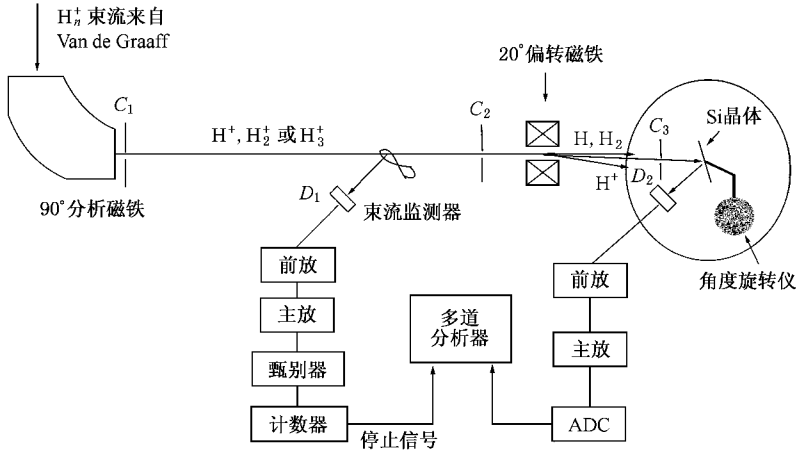 H$_n^+$ 束流来自
Van de Graaff
20°偏转磁铁
C₁
C₂
C₃
Si晶体
H⁺, H₂⁺ 或 H₃⁺
H, H₂
H⁺
D₂
D₁
90°分析磁铁
束流监测器
角度旋转仪
前放
前放
主放
多道
分析器
主放
甄别器
计数器
停止信号
ADC